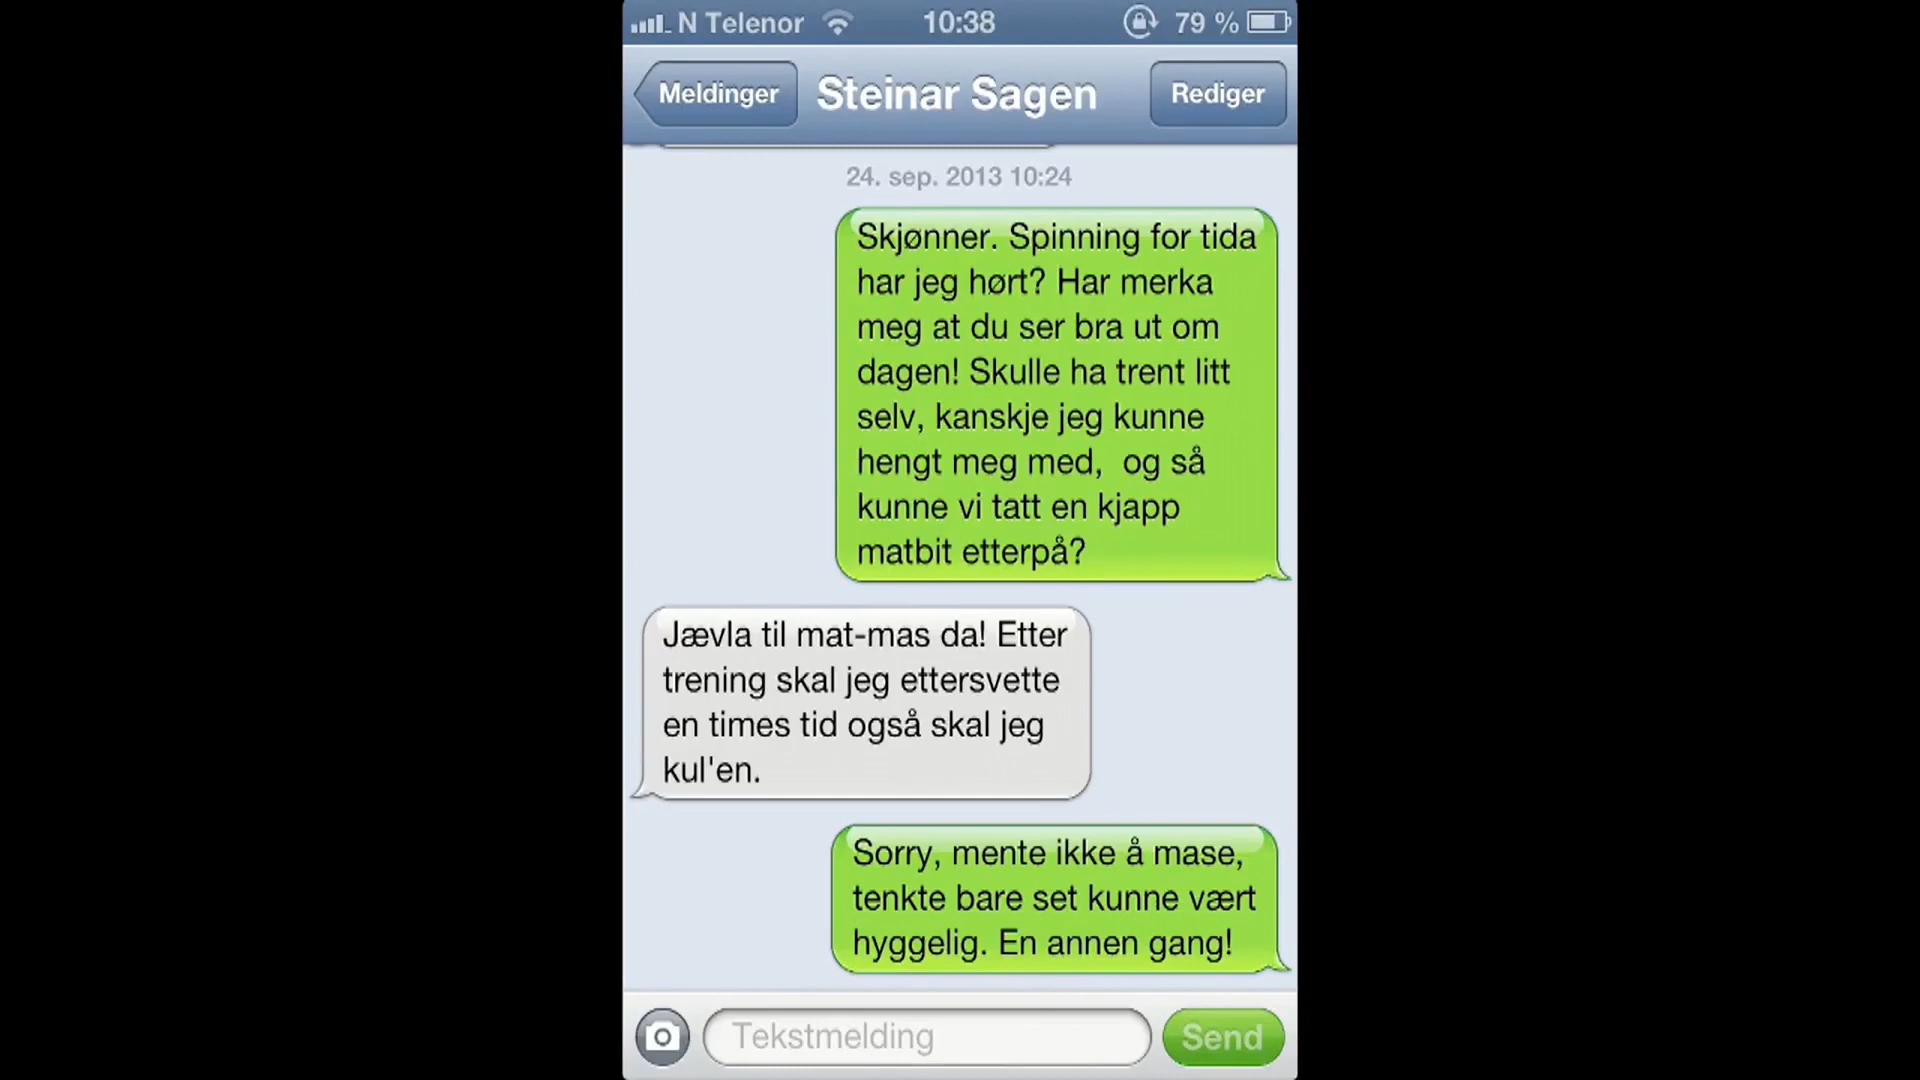 N Telenor 10:38 79 %
Meldinger Steinar Sagen Rediger
24. sep. 2013 10:24
Skjønner. Spinning for tida
har jeg hørt? Har merka
meg at du ser bra ut om
dagen! Skulle ha trent litt
selv, kanskje jeg kunne
hengt meg med,  og så
kunne vi tatt en kjapp
matbit etterpå?
Jævla til mat-mas da! Etter
trening skal jeg ettersvette
en times tid også skal jeg
kul'en.
Sorry, mente ikke å mase,
tenkte bare set kunne vært
hyggelig. En annen gang!
Tekstmelding Send